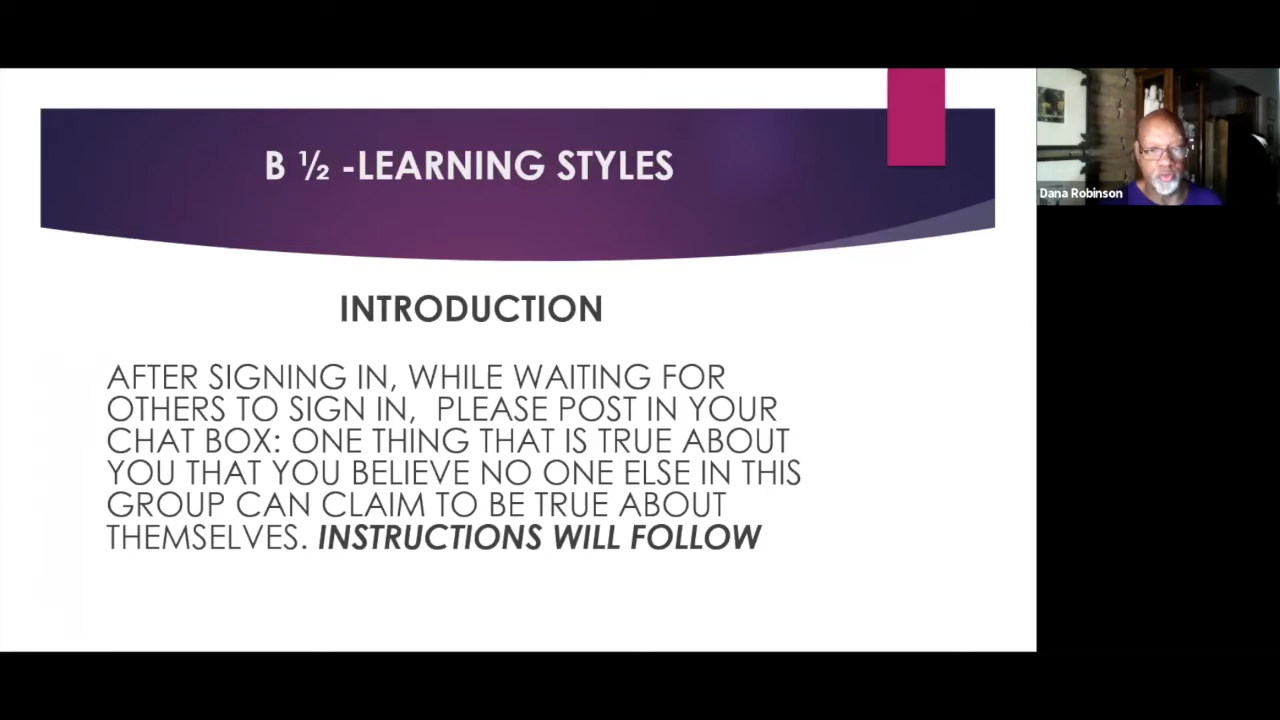 B ½ -LEARNING STYLES
INTRODUCTION
AFTER SIGNING IN, WHILE WAITING FOR
OTHERS TO SIGN IN,  PLEASE POST IN YOUR
CHAT BOX: ONE THING THAT IS TRUE ABOUT
YOU THAT YOU BELIEVE NO ONE ELSE IN THIS
GROUP CAN CLAIM TO BE TRUE ABOUT
THEMSELVES. INSTRUCTIONS WILL FOLLOW
Dana Robinson